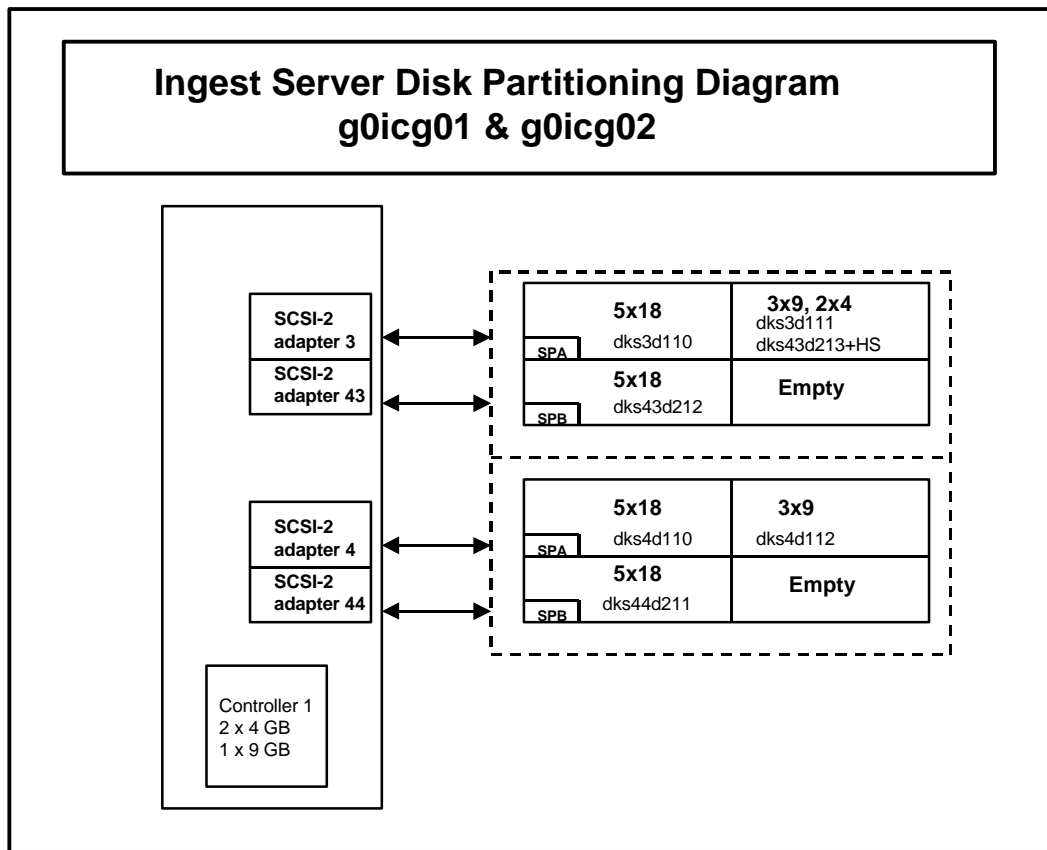 Ingest Server Disk Partitioning Diagram
g0icg01 & g0icg02
SCSI-2
adapter 3
SCSI-2
adapter 43
5x18
dks3d110
SPA
3x9, 2x4
dks3d111
dks43d213+HS
5x18
dks43d212
SPB
Empty
SCSI-2
adapter 4
SCSI-2
adapter 44
5x18
dks4d110
SPA
3x9
dks4d112
5x18
dks44d211
SPB
Empty
Controller 1
2 x 4 GB
1 x 9 GB